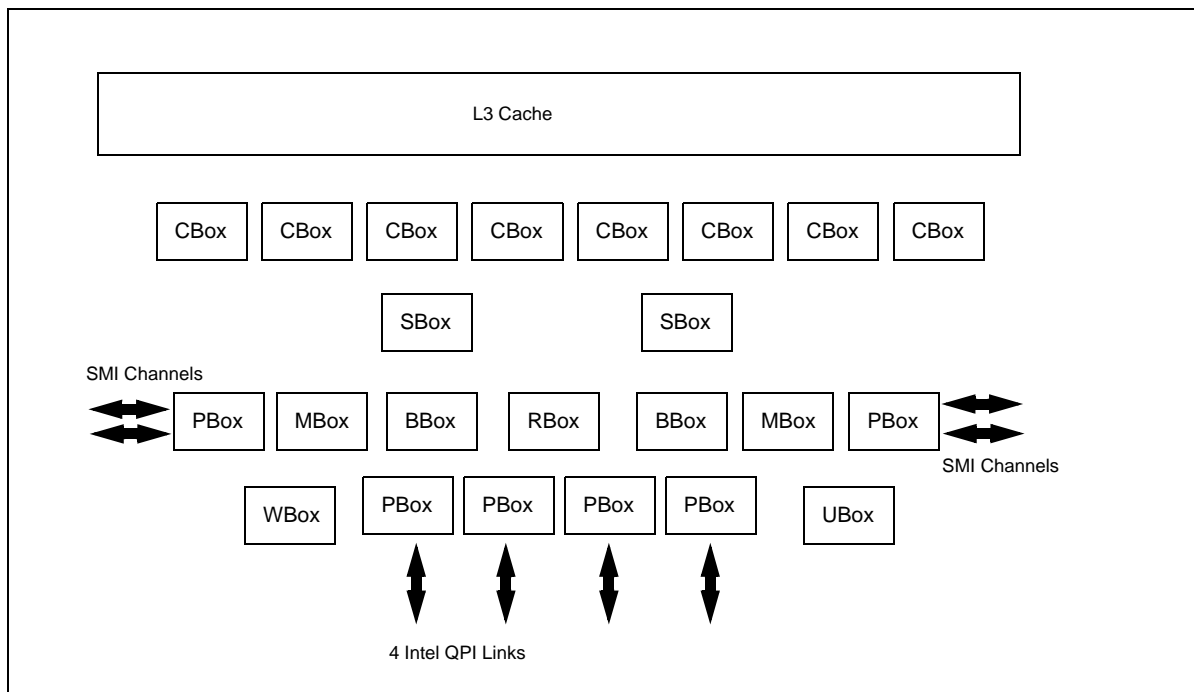 L3 Cache
CBox CBox CBox CBox CBox CBox CBox CBox
SBox SBox
SMI Channels
PBox MBox BBox RBox BBox MBox PBox
SMI Channels
WBox PBox PBox PBox PBox UBox
4 Intel QPI Links